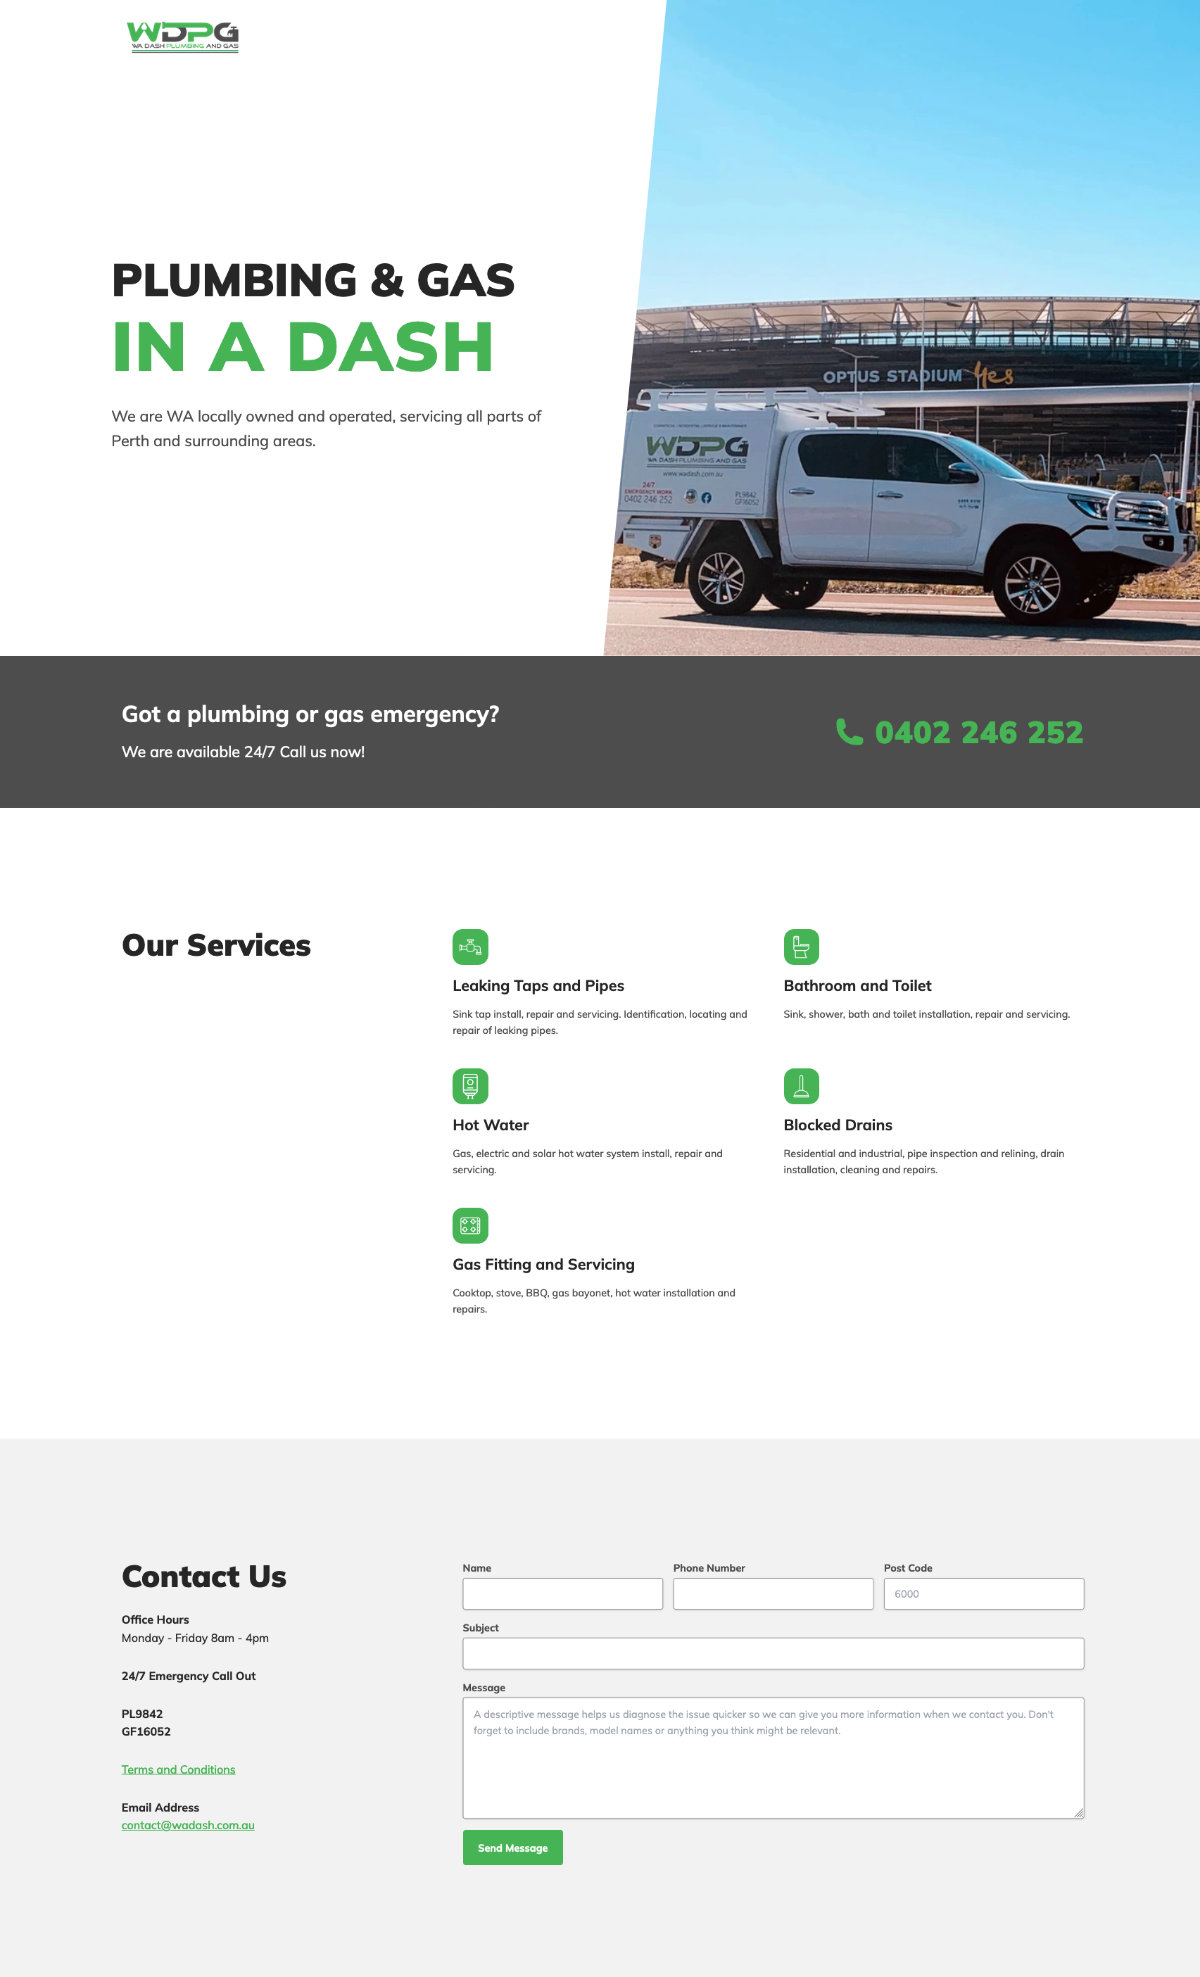 WDPG
WA DASH PLUMBING AND GAS
PLUMBING & GAS
IN A DASH
We are WA locally owned and operated, servicing all parts of
Perth and surrounding areas.
OPTUS STADIUM yes
WDPG
WA DASH PLUMBING AND GAS
www.wadash.com.au
24/7
EMERGENCY WORK
0402 246 252
PL9842
GF16052
Got a plumbing or gas emergency?
We are available 24/7 Call us now!
0402 246 252
Our Services
Leaking Taps and Pipes
Sink tap install, repair and servicing. Identification, locating and
repair of leaking pipes.
Bathroom and Toilet
Sink, shower, bath and toilet installation, repair and servicing.
Hot Water
Gas, electric and solar hot water system install, repair and
servicing.
Blocked Drains
Residential and industrial, pipe inspection and relining, drain
installation, cleaning and repairs.
Gas Fitting and Servicing
Cooktop, stove, BBQ, gas bayonet, hot water installation and
repairs.
Contact Us
Office Hours
Monday - Friday 8am - 4pm
24/7 Emergency Call Out
PL9842
GF16052
Terms and Conditions
Email Address
contact@wadash.com.au
Name
Phone Number
Post Code
6000
Subject
Message
A descriptive message helps us diagnose the issue quicker so we can give you more information when we contact you. Don't
forget to include brands, model names or anything you think might be relevant.
Send Message